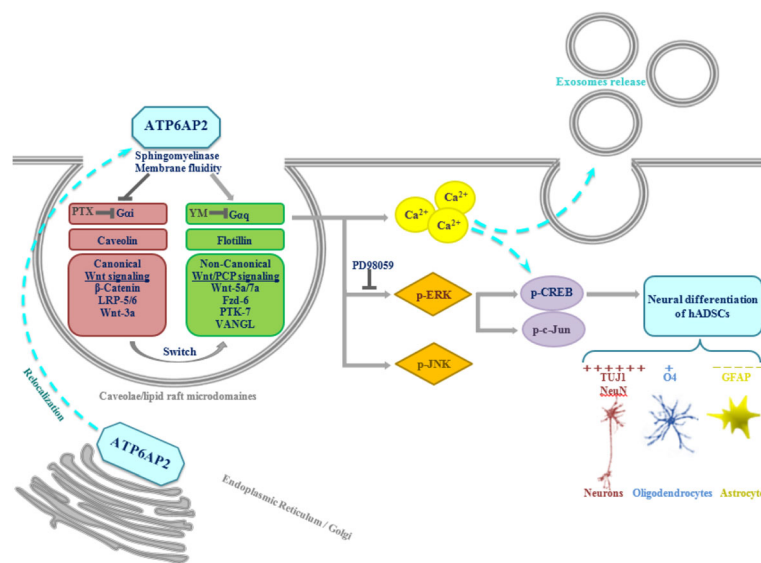 Exosomes release
ATP6AP2
Sphingomyelinase
Membrane fluidity
PTX
Gαi
YM
Gαq
Caveolin
Flotillin
Canonical
Wnt signaling
β-Catenin
LRP-5/6
Wnt-3a
Non-Canonical
Wnt/PCP signaling
Wnt-5a/7a
Fzd-6
PTK-7
VANGL
Switch
Caveolae/lipid raft microdomaines
Ca2+
Ca2+
Ca2+
PD98059
p-ERK
p-JNK
p-CREB
p-c-Jun
Neural differentiation
of hADSCs
++++++
+
------
TUJ1
NeuN
O4
GFAP
Neurons
Oligodendrocytes
Astrocyte
Relocalization
ATP6AP2
Endoplasmic Reticulum / Golgi